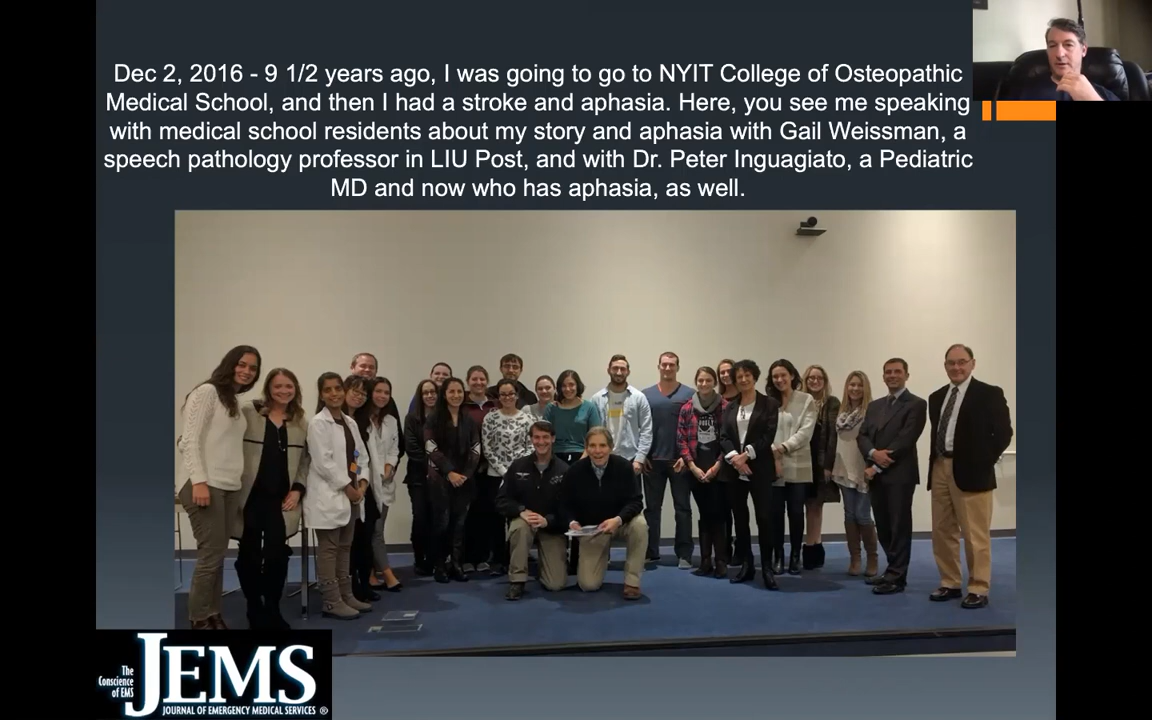 Dec 2, 2016 - 9 1/2 years ago, I was going to go to NYIT College of Osteopathic
Medical School, and then I had a stroke and aphasia. Here, you see me speaking
with medical school residents about my story and aphasia with Gail Weissman, a
speech pathology professor in LIU Post, and with Dr. Peter Inguagiato, a Pediatric
MD and now who has aphasia, as well.
The
Conscience
of EMS
JEMS
JOURNAL OF EMERGENCY MEDICAL SERVICES ®